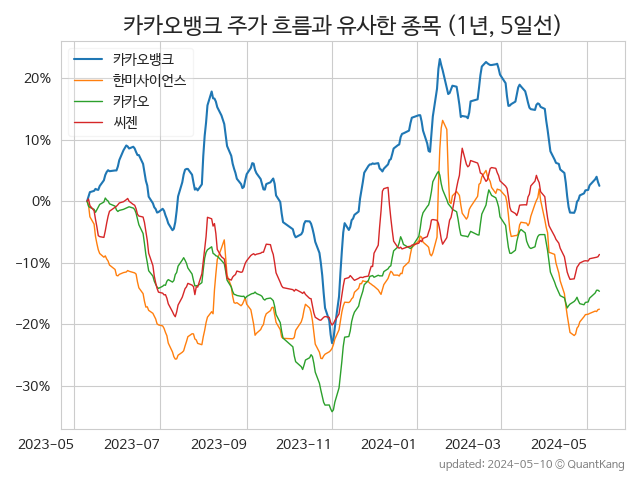 카카오뱅크 주가 흐름과 유사한 종목 (1년, 5일선)
카카오뱅크
한미사이언스
카카오
씨젠
20%
10%
0%
−10%
−20%
−30%
2023-05 2023-07 2023-09 2023-11 2024-01 2024-03 2024-05
updated: 2024-05-10 ⓒ QuantKang